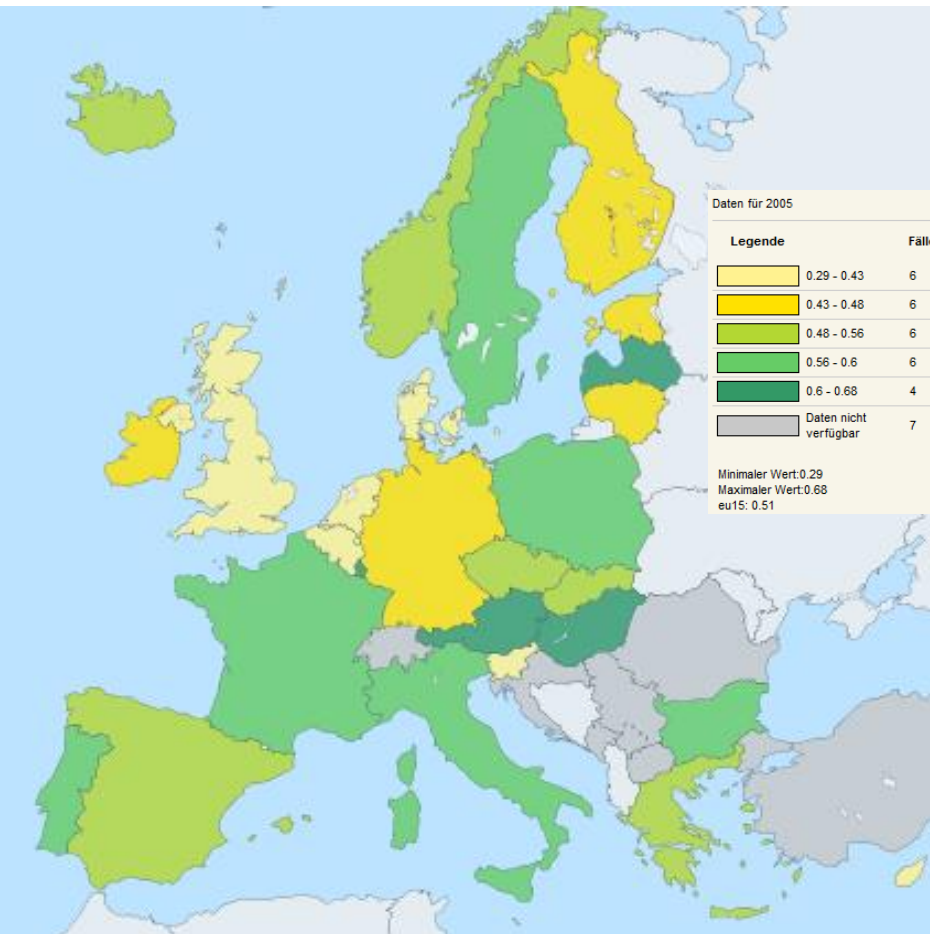 Daten für 2005
Legende Fäll
0.29 - 0.43 6
0.43 - 0.48 6
0.48 - 0.56 6
0.56 - 0.6 6
0.6 - 0.68 4
Daten nicht
verfügbar 7
Minimaler Wert:0.29
Maximaler Wert:0.68
eu15: 0.51